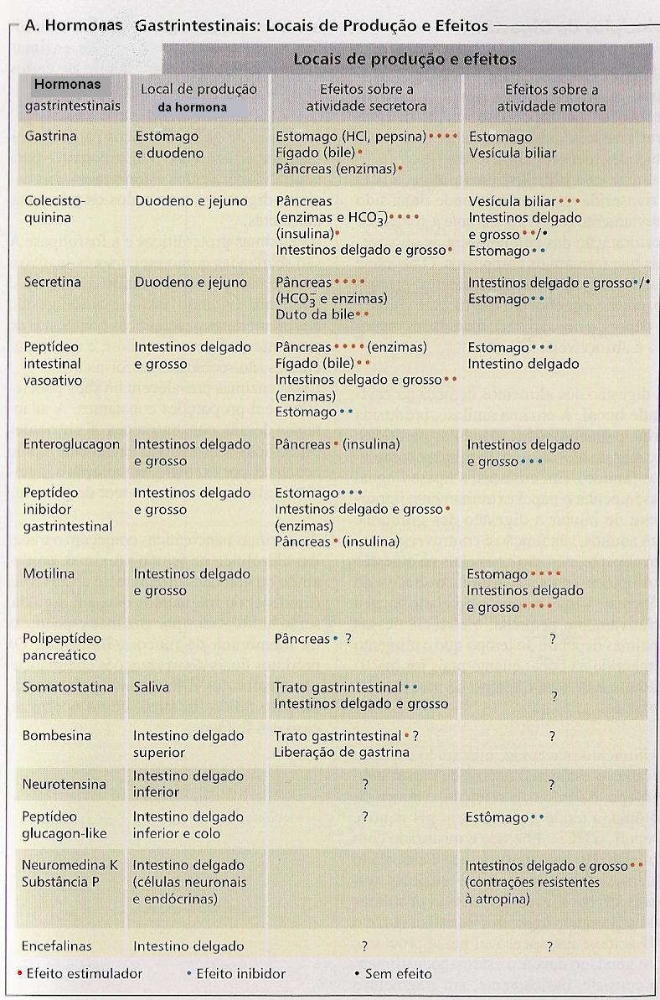 A. Hormonas Gastrintestinais: Locais de Produção e Efeitos
Locais de produção e efeitos
Hormonas
gastrintestinais
Local de produção
da hormona
Efeitos sobre a
atividade secretora
Efeitos sobre a
atividade motora
Gastrina
Estômago
e duodeno
Estomago (HCl, pepsina) ••••
Fígado (bile) •
Pâncreas (enzimas) •
Estomago
Vesícula biliar
Colecisto-
quinina
Duodeno e jejuno
Pâncreas
(enzimas e HCO₃⁻) ••••
(insulina) •
Intestinos delgado e grosso •
Vesícula biliar •••
Intestinos delgado
e grosso ••/•
Estomago ••
Secretina
Duodeno e jejuno
Pâncreas ••••
(HCO₃⁻ e enzimas)
Duto da bile ••
Intestinos delgado e grosso •/•
Estomago ••
Peptídeo
intestinal
vasoativo
Intestinos delgado
e grosso
Pâncreas •••• (enzimas)
Fígado (bile) ••
Intestinos delgado e grosso ••
(enzimas)
Estomago ••
Estomago •••
Intestino delgado
Enteroglucagon
Intestinos delgado
e grosso
Pâncreas • (insulina)
Intestinos delgado
e grosso •••
Peptídeo
inibidor
gastrintestinal
Intestinos delgado
e grosso
Estomago •••
Intestinos delgado e grosso •
(enzimas)
Pâncreas • (insulina)
Motilina
Intestinos delgado
e grosso
Estomago ••••
Intestinos delgado
e grosso ••••
Polipeptídeo
pancreático
Pâncreas • ?
?
Somatostatina
Saliva
Trato gastrintestinal ••
Intestinos delgado e grosso
?
Bombesina
Intestino delgado
superior
Trato gastrintestinal • ?
Liberação de gastrina
?
Neurotensina
Intestino delgado
inferior
?
?
Peptídeo
glucagon-like
Intestino delgado
inferior e colo
?
Estômago ••
Neuromedina K
Substância P
Intestino delgado
(células neuronais
e endócrinas)
Intestinos delgado e grosso ••
(contrações resistentes
à atropina)
Encefalinas
Intestino delgado
?
?
• Efeito estimulador
• Efeito inibidor
• Sem efeito